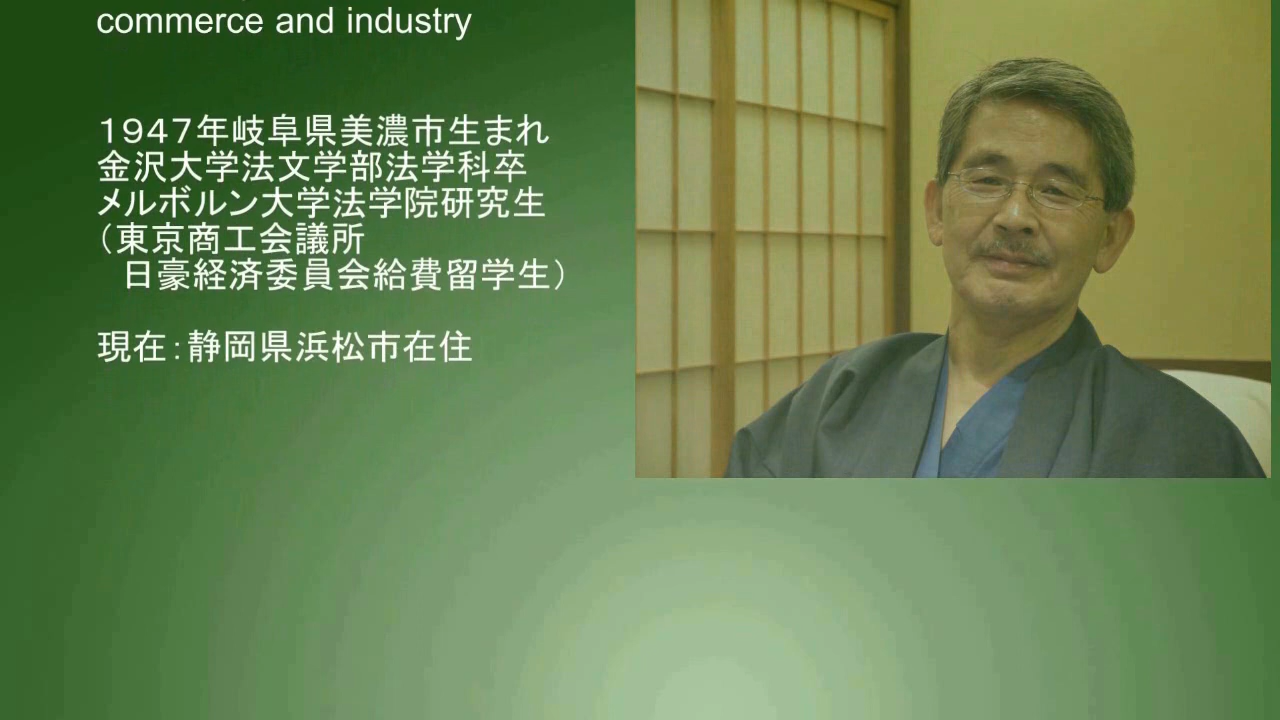 commerce and industry
１９４７年岐阜県美濃市生まれ
金沢大学法文学部法学科卒
メルボルン大学法学院研究生
（東京商工会議所
　日豪経済委員会給費留学生）
現在：静岡県浜松市在住